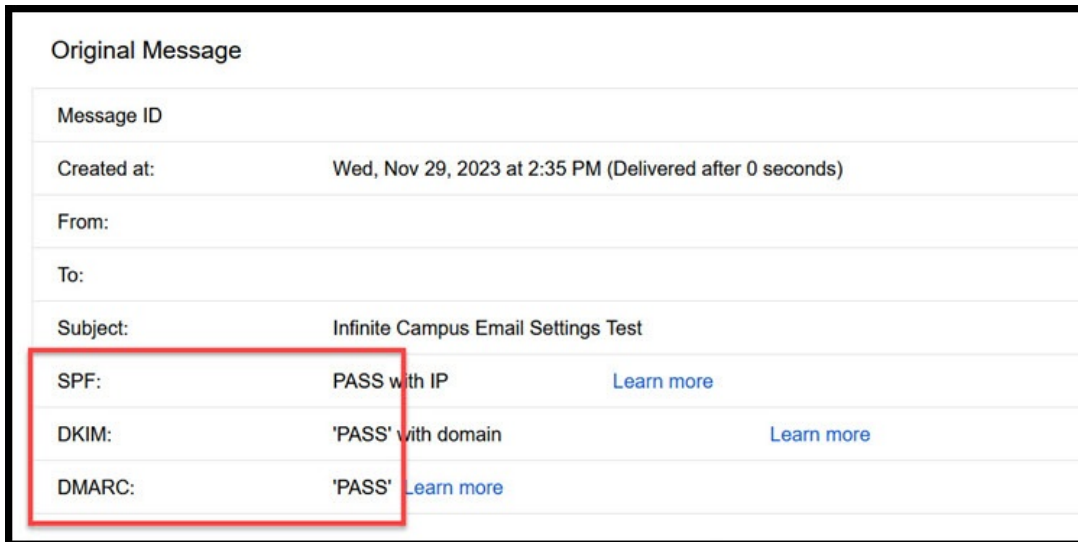 Original Message
Message ID
Created at: Wed, Nov 29, 2023 at 2:35 PM (Delivered after 0 seconds)
From:
To:
Subject: Infinite Campus Email Settings Test
SPF: PASS with IP Learn more
DKIM: 'PASS' with domain Learn more
DMARC: 'PASS' Learn more